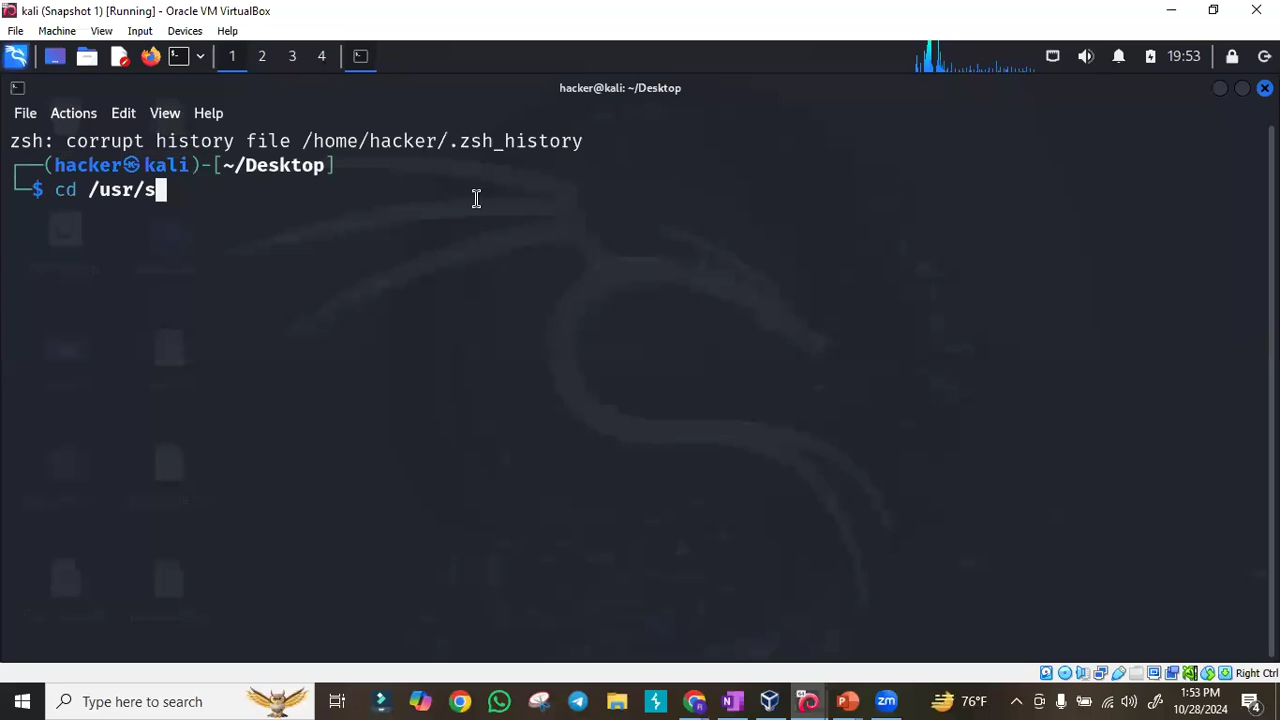 kali (Snapshot 1) [Running] - Oracle VM VirtualBox
File Machine View Input Devices Help
1 2 3 4 19:53
hacker@kali: ~/Desktop
File Actions Edit View Help
zsh: corrupt history file /home/hacker/.zsh_history
(hacker㉿kali)-[~/Desktop]
$ cd /usr/s
Right Ctrl
Type here to search
76°F
1:53 PM
10/28/2024
4